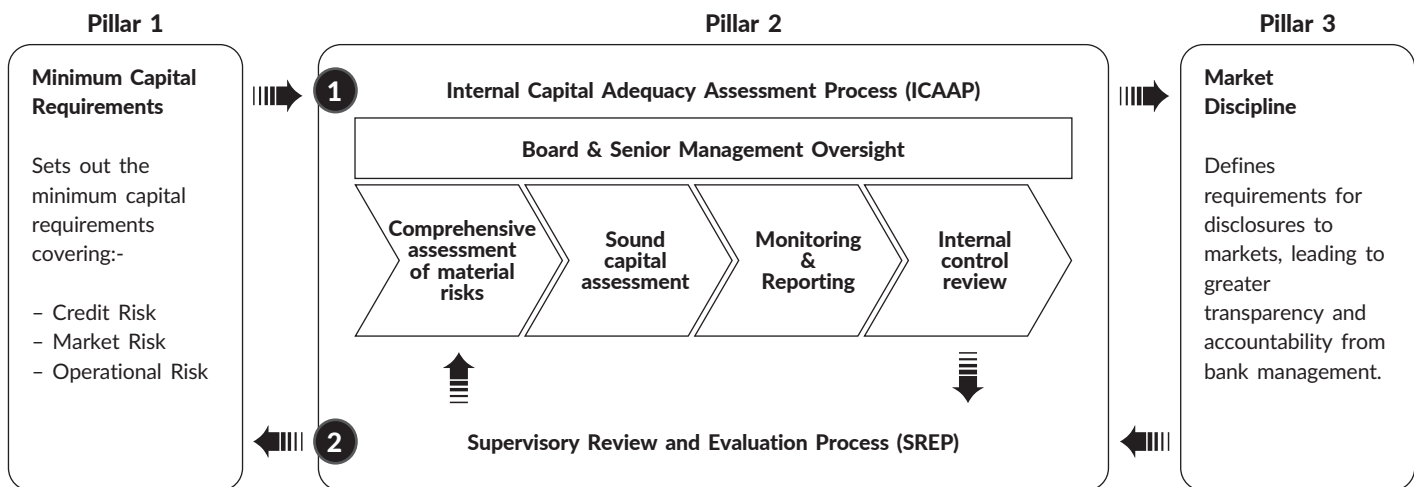 Pillar 1
Minimum Capital
Requirements
Sets out the
minimum capital
requirements
covering:-
– Credit Risk
– Market Risk
– Operational Risk
Pillar 2
1
Internal Capital Adequacy Assessment Process (ICAAP)
Board & Senior Management Oversight
Comprehensive
assessment
of material
risks
Sound
capital
assessment
Monitoring
&
Reporting
Internal
control
review
2
Supervisory Review and Evaluation Process (SREP)
Pillar 3
Market
Discipline
Defines
requirements for
disclosures to
markets, leading to
greater
transparency and
accountability from
bank management.